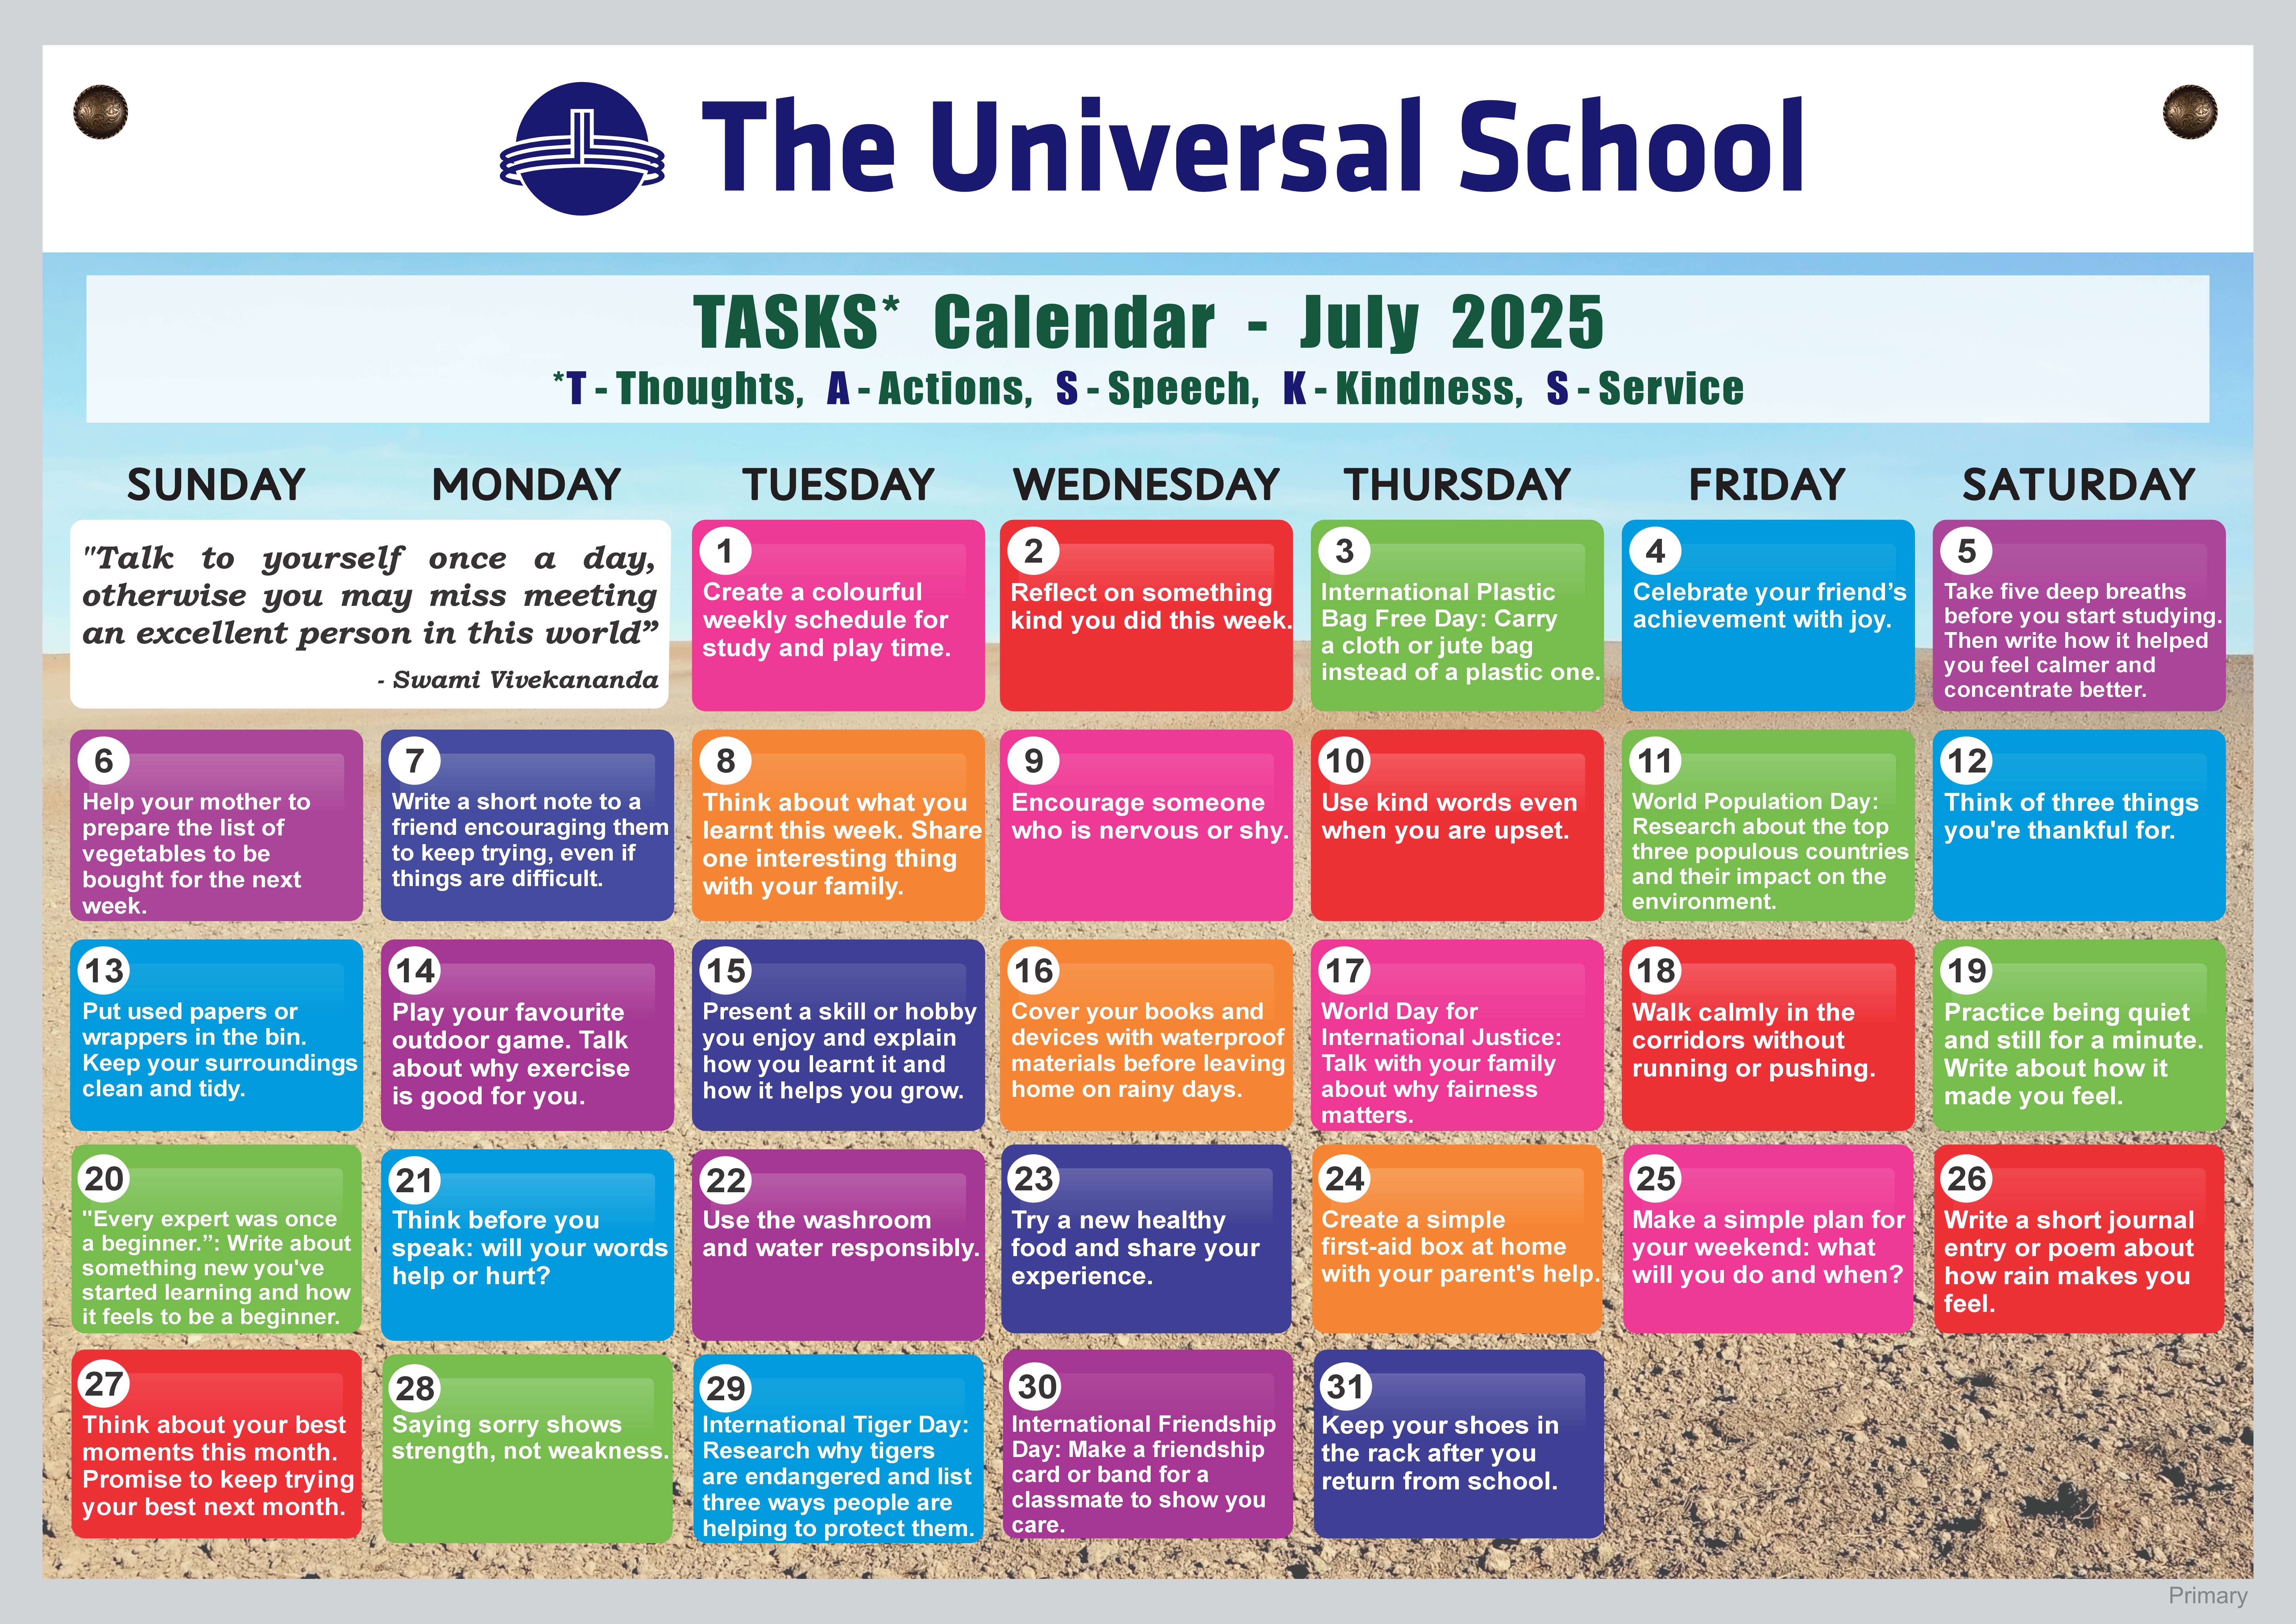 The Universal School
TASKS* Calendar - July 2025
*T - Thoughts, A - Actions, S - Speech, K - Kindness, S - Service
SUNDAY MONDAY TUESDAY WEDNESDAY THURSDAY FRIDAY SATURDAY
"Talk to yourself once a day,
otherwise you may miss meeting
an excellent person in this world”
- Swami Vivekananda
1
Create a colourful
weekly schedule for
study and play time.
2
Reflect on something
kind you did this week.
3
International Plastic
Bag Free Day: Carry
a cloth or jute bag
instead of a plastic one.
4
Celebrate your friend’s
achievement with joy.
5
Take five deep breaths
before you start studying.
Then write how it helped
you feel calmer and
concentrate better.
6
Help your mother to
prepare the list of
vegetables to be
bought for the next
week.
7
Write a short note to a
friend encouraging them
to keep trying, even if
things are difficult.
8
Think about what you
learnt this week. Share
one interesting thing
with your family.
9
Encourage someone
who is nervous or shy.
10
Use kind words even
when you are upset.
11
World Population Day:
Research about the top
three populous countries
and their impact on the
environment.
12
Think of three things
you're thankful for.
13
Put used papers or
wrappers in the bin.
Keep your surroundings
clean and tidy.
14
Play your favourite
outdoor game. Talk
about why exercise
is good for you.
15
Present a skill or hobby
you enjoy and explain
how you learnt it and
how it helps you grow.
16
Cover your books and
devices with waterproof
materials before leaving
home on rainy days.
17
World Day for
International Justice:
Talk with your family
about why fairness
matters.
18
Walk calmly in the
corridors without
running or pushing.
19
Practice being quiet
and still for a minute.
Write about how it
made you feel.
20
"Every expert was once
a beginner.”: Write about
something new you've
started learning and how
it feels to be a beginner.
21
Think before you
speak: will your words
help or hurt?
22
Use the washroom
and water responsibly.
23
Try a new healthy
food and share your
experience.
24
Create a simple
first-aid box at home
with your parent's help.
25
Make a simple plan for
your weekend: what
will you do and when?
26
Write a short journal
entry or poem about
how rain makes you
feel.
27
Think about your best
moments this month.
Promise to keep trying
your best next month.
28
Saying sorry shows
strength, not weakness.
29
International Tiger Day:
Research why tigers
are endangered and list
three ways people are
helping to protect them.
30
International Friendship
Day: Make a friendship
card or band for a
classmate to show you
care.
31
Keep your shoes in
the rack after you
return from school.
Primary